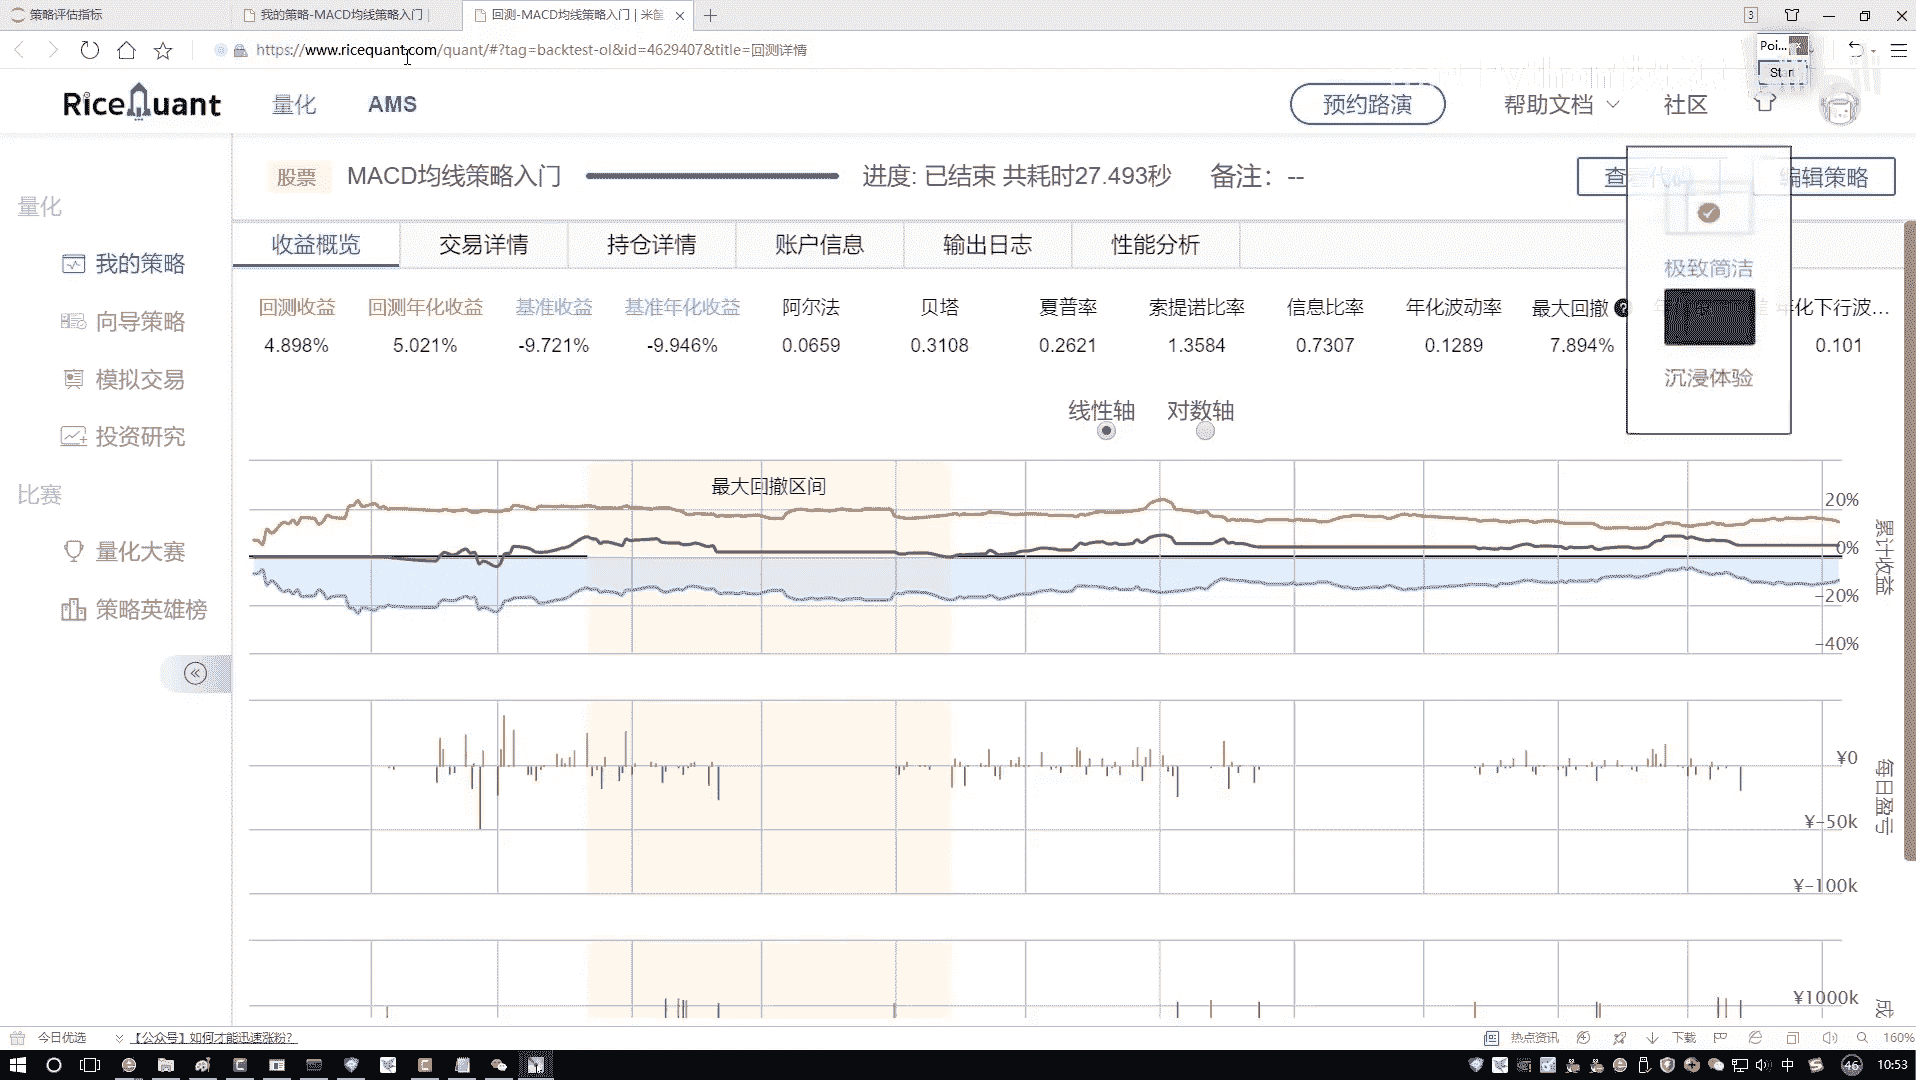 策略评估指标
我的策略-MACD均线策略入门
回测-MACD均线策略入门 | 米筐
3
https://www.ricequant.com/quant/#?tag=backtest-ol&id=4629407&title=回测详情
Poi...
Start
RiceQuant
量化
AMS
预约路演
帮助文档
社区
量化
我的策略
向导策略
模拟交易
投资研究
比赛
量化大赛
策略英雄榜
股票
MACD均线策略入门
进度: 已结束 共耗时27.493秒
备注: --
编辑策略
极致简洁
沉浸体验
收益概览
交易详情
持仓详情
账户信息
输出日志
性能分析
回测收益 回测年化收益 基准收益 基准年化收益 阿尔法 贝塔 夏普率 索提诺比率 信息比率 年化波动率 最大回撤 年化下行波...
4.898% 5.021% -9.721% -9.946% 0.0659 0.3108 0.2621 1.3584 0.7307 0.1289 7.894% 0.101
线性轴 对数轴
最大回撤区间
20%
0%
-20%
-40%
累计收益
¥0
¥-50k
¥-100k
每日盈亏
¥1000k
成
今日优选
【公众号】如何才能迅速涨粉?
热点资讯
下载
160%
中
46
10:53